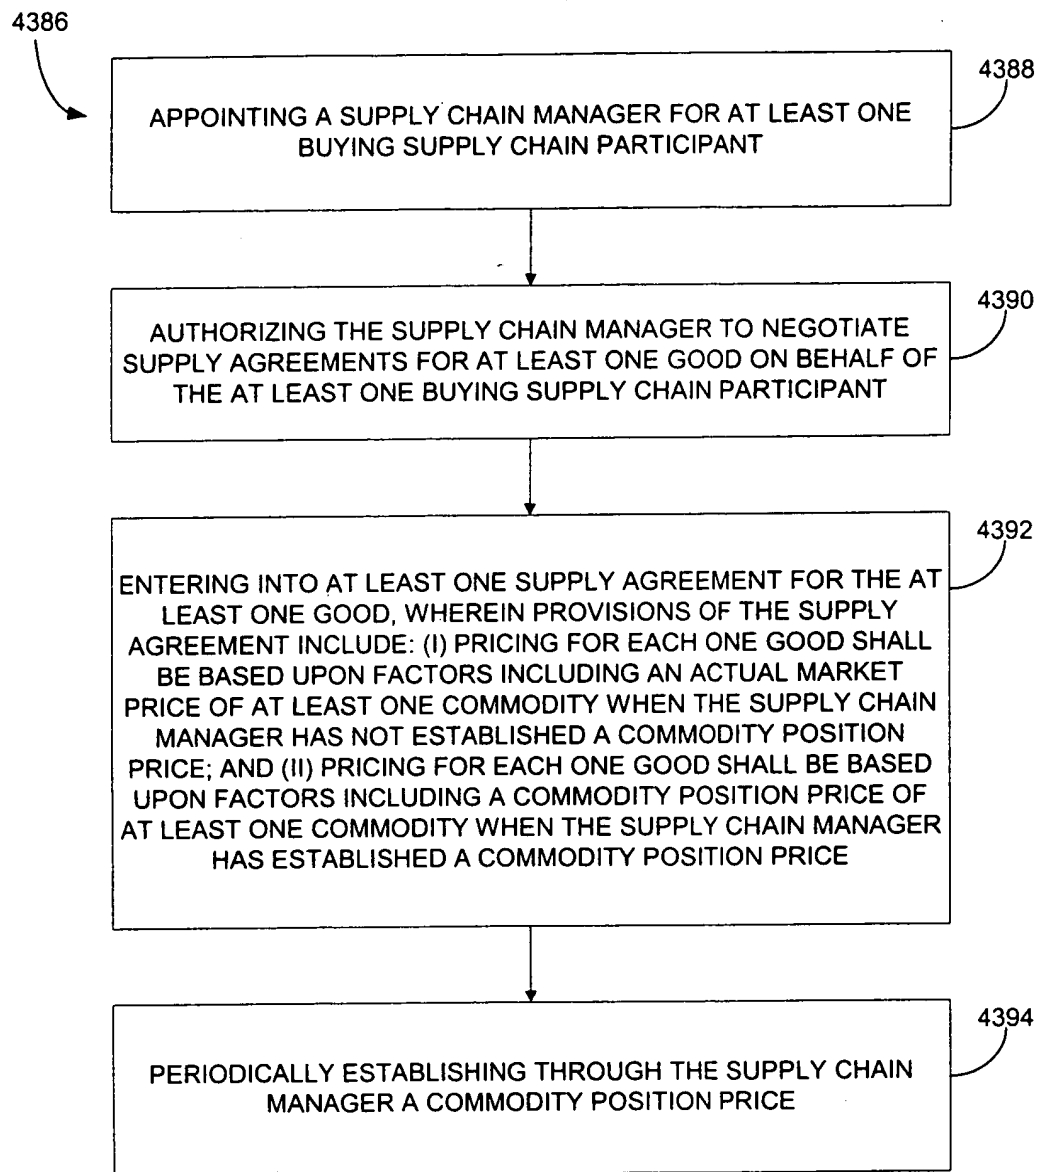 4386
4388
APPOINTING A SUPPLY CHAIN MANAGER FOR AT LEAST ONE
BUYING SUPPLY CHAIN PARTICIPANT
4390
AUTHORIZING THE SUPPLY CHAIN MANAGER TO NEGOTIATE
SUPPLY AGREEMENTS FOR AT LEAST ONE GOOD ON BEHALF OF
THE AT LEAST ONE BUYING SUPPLY CHAIN PARTICIPANT
4392
ENTERING INTO AT LEAST ONE SUPPLY AGREEMENT FOR THE AT
LEAST ONE GOOD, WHEREIN PROVISIONS OF THE SUPPLY
AGREEMENT INCLUDE: (I) PRICING FOR EACH ONE GOOD SHALL
BE BASED UPON FACTORS INCLUDING AN ACTUAL MARKET
PRICE OF AT LEAST ONE COMMODITY WHEN THE SUPPLY CHAIN
MANAGER HAS NOT ESTABLISHED A COMMODITY POSITION
PRICE; AND (II) PRICING FOR EACH ONE GOOD SHALL BE BASED
UPON FACTORS INCLUDING A COMMODITY POSITION PRICE OF
AT LEAST ONE COMMODITY WHEN THE SUPPLY CHAIN MANAGER
HAS ESTABLISHED A COMMODITY POSITION PRICE
4394
PERIODICALLY ESTABLISHING THROUGH THE SUPPLY CHAIN
MANAGER A COMMODITY POSITION PRICE